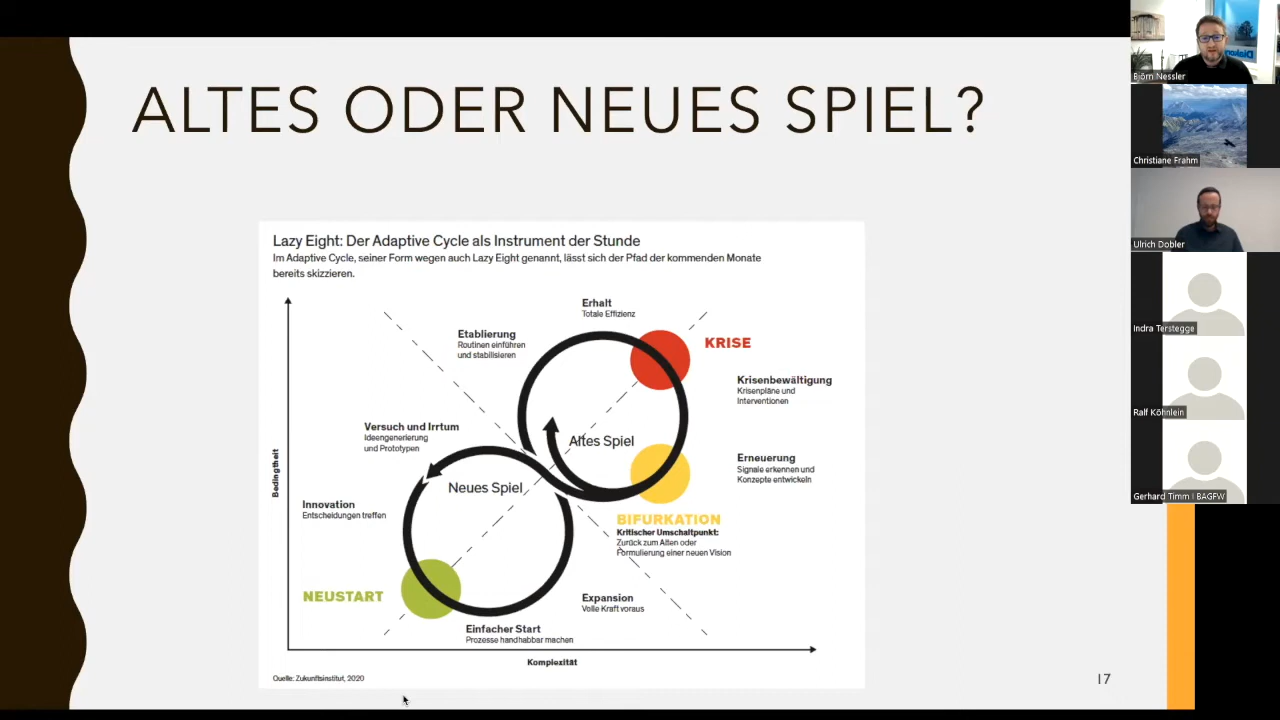 ALTES ODER NEUES SPIEL?
Lazy Eight: Der Adaptive Cycle als Instrument der Stunde
Im Adaptive Cycle, seiner Form wegen auch Lazy Eight genannt, lässt sich der Pfad der kommenden Monate
bereits skizzieren.
Erhalt
Totale Effizienz
Etablierung
Routinen einführen
und stabilisieren
KRISE
Krisenbewältigung
Krisenpläne und
Interventionen
Versuch und Irrtum
Ideengenerierung
und Prototypen
Altes Spiel
Erneuerung
Signale erkennen und
Konzepte entwickeln
Bedingtheit
Neues Spiel
Innovation
Entscheidungen treffen
BIFURKATION
Kritischer Umschaltpunkt:
Zurück zum Alten oder
Formulierung einer neuen Vision
NEUSTART
Expansion
Volle Kraft voraus
Einfacher Start
Prozesse handhabbar machen
Komplexität
Quelle: Zukunftsinstitut, 2020
17
Björn Nessler
Christiane Frahm
Ulrich Dobler
Indra Terstegge
Ralf Köhnlein
Gerhard Timm | BAGFW